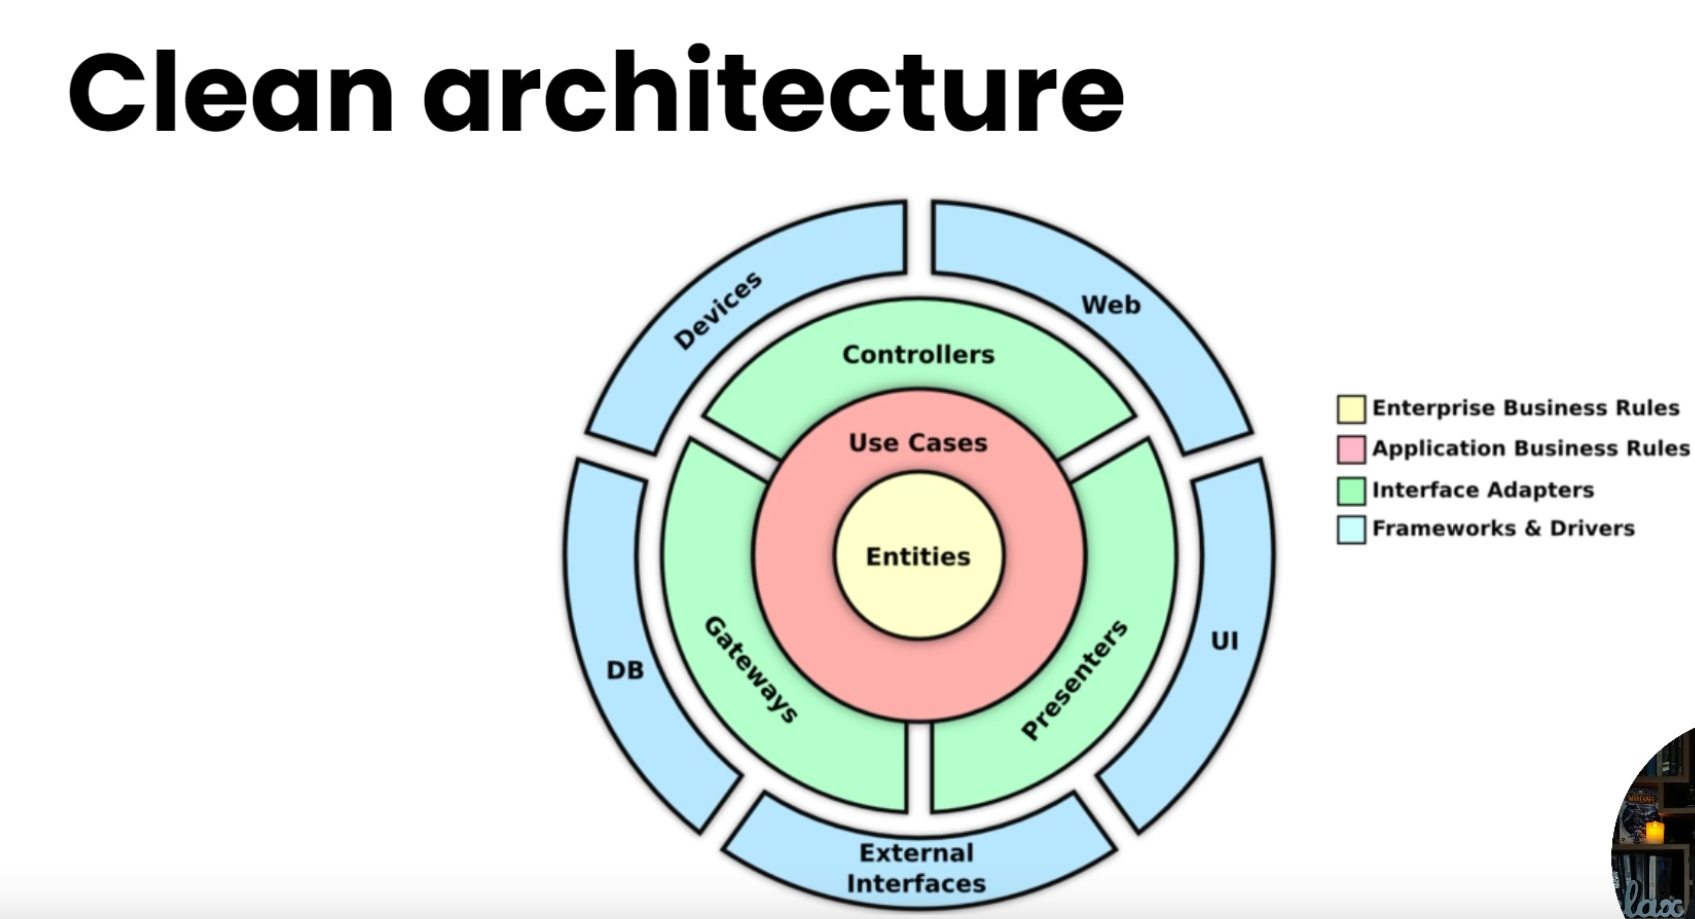 Clean architecture
Devices
Web
Controllers
Use Cases
Entities
Gateways
Presenters
DB
UI
External
Interfaces
Enterprise Business Rules
Application Business Rules
Interface Adapters
Frameworks & Drivers